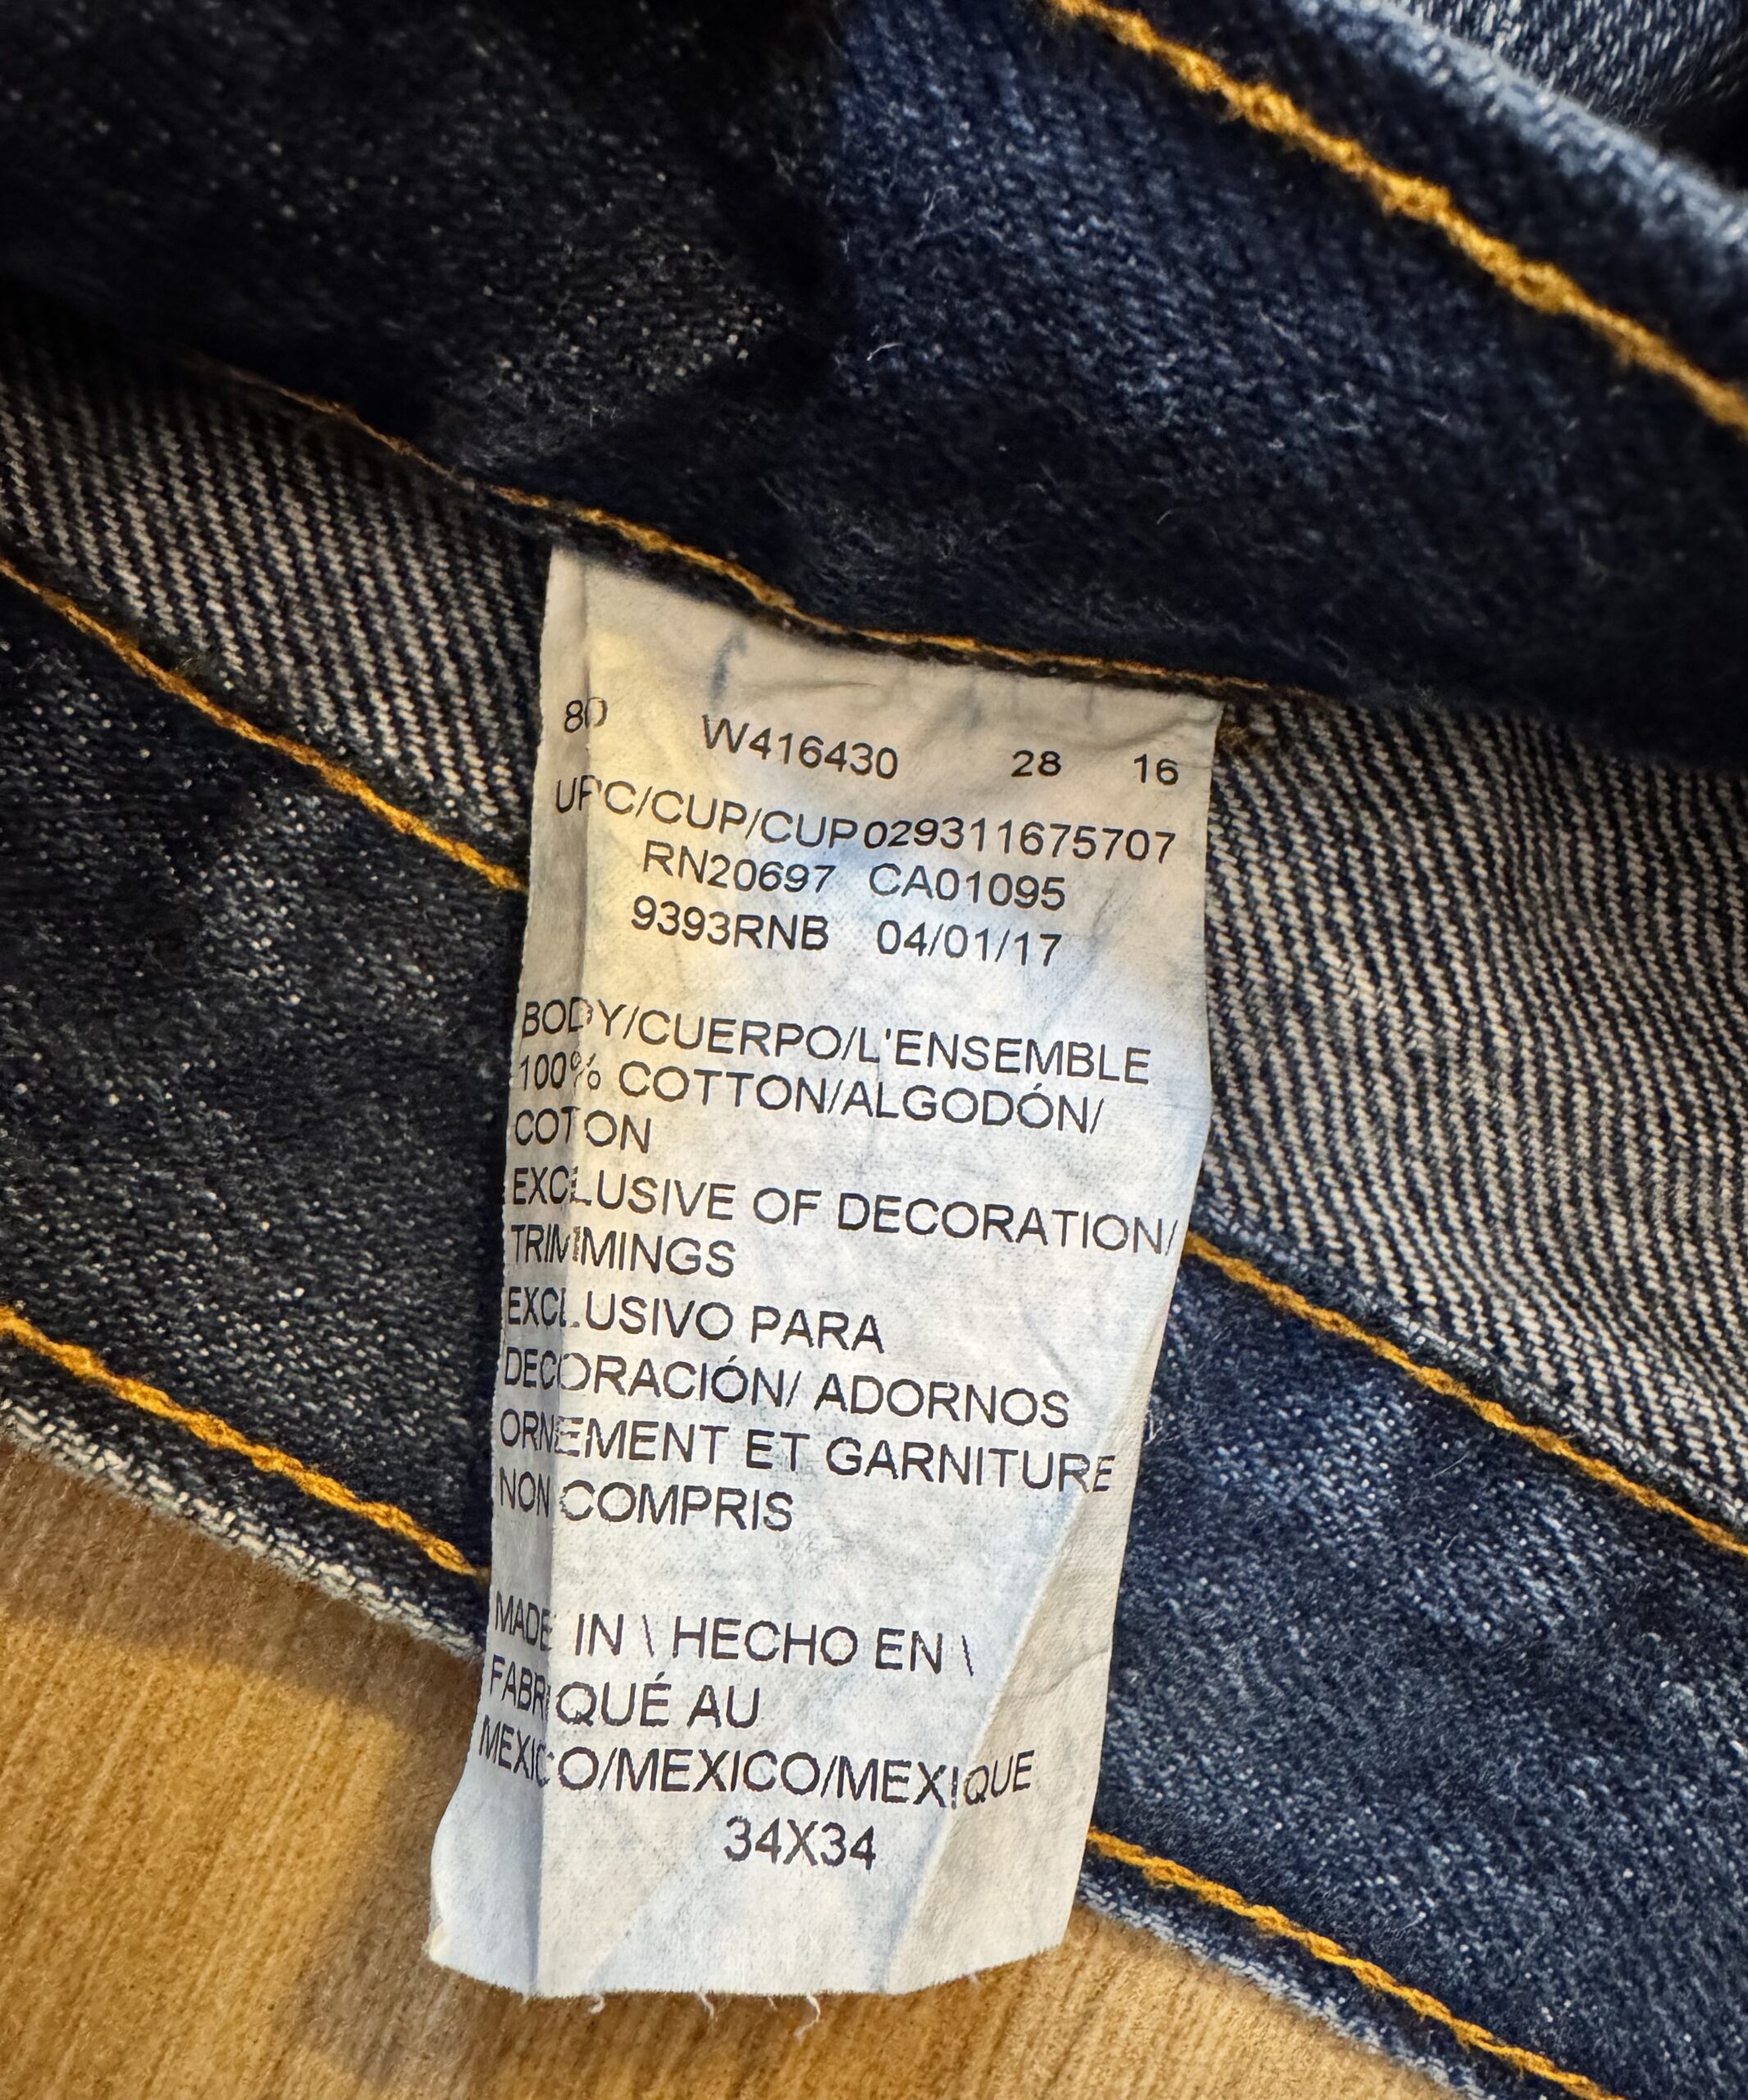 80 W416430 28 16
UPC/CUP/CUP029311675707
RN20697 CA01095
9393RNB 04/01/17
BODY/CUERPO/L'ENSEMBLE
100% COTTON/ALGODÓN/
COTON
EXCLUSIVE OF DECORATION/
TRIMMINGS
EXCLUSIVO PARA
DECORACIÓN/ ADORNOS
ORNEMENT ET GARNITURE
NON COMPRIS
MADE IN \ HECHO EN \
FABRIQUÉ AU
MEXICO/MEXICO/MEXIQUE
34X34